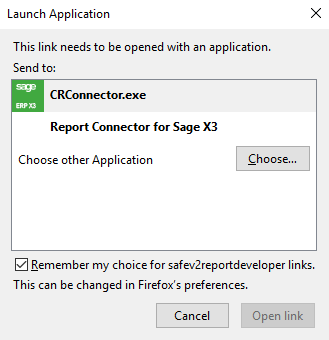 Launch Application
This link needs to be opened with an application.
Send to:
sage
ERP X3
CRConnector.exe
Report Connector for Sage X3
Choose other Application
Choose...
Remember my choice for safev2reportdeveloper links.
This can be changed in Firefox's preferences.
Cancel
Open link